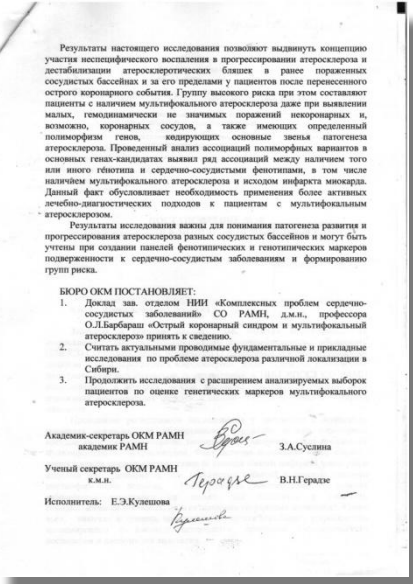 Результаты настоящего исследования позволяют выдвинуть концепцию
участия неспецифического воспаления в прогрессировании атеросклероза и
дестабилизации атеросклеротических бляшек в ранее пораженных
сосудистых бассейнах и за его пределами у пациентов после перенесенного
острого коронарного события. Группу высокого риска при этом составляют
пациенты с наличием мультифокального атеросклероза даже при выявлении
малых, гемодинамически не значимых поражений некоронарных и,
возможно, коронарных сосудов, а также имеющих определенный
полиморфизм генов, кодирующих основные звенья патогенеза
атеросклероза. Проведенный анализ ассоциаций полиморфных вариантов в
основных генах-кандидатах выявил ряд ассоциаций между наличием того
или иного генотипа и сердечно-сосудистыми фенотипами, в том числе
наличием мультифокального атеросклероза и исходом инфаркта миокарда.
Данный факт обусловливает необходимость применения более активных
лечебно-диагностических подходов к пациентам с мультифокальным
атеросклерозом.
Результаты исследования важны для понимания патогенеза развития и
прогрессирования атеросклероза разных сосудистых бассейнов и могут быть
учтены при создании панелей фенотипических и генотипических маркеров
подверженности к сердечно-сосудистым заболеваниям и формированию
групп риска.
БЮРО ОКМ ПОСТАНОВЛЯЕТ:
1. Доклад зав. отделом НИИ «Комплексных проблем сердечно-
сосудистых заболеваний» СО РАМН, д.м.н., профессора
О.Л.Барбараш «Острый коронарный синдром и мультифокальный
атеросклероз» принять к сведению.
2. Считать актуальными проводимые фундаментальные и прикладные
исследования по проблеме атеросклероза различной локализации в
Сибири.
3. Продолжить исследования с расширением анализируемых выборок
пациентов по оценке генетических маркеров мультифокального
атеросклероза.
Академик-секретарь ОКМ РАМН
академик РАМН З.А.Суслина
Ученый секретарь ОКМ РАМН
к.м.н. Герадзе В.Н.Герадзе
Исполнитель: Е.Э.Кулешова
Кулешова